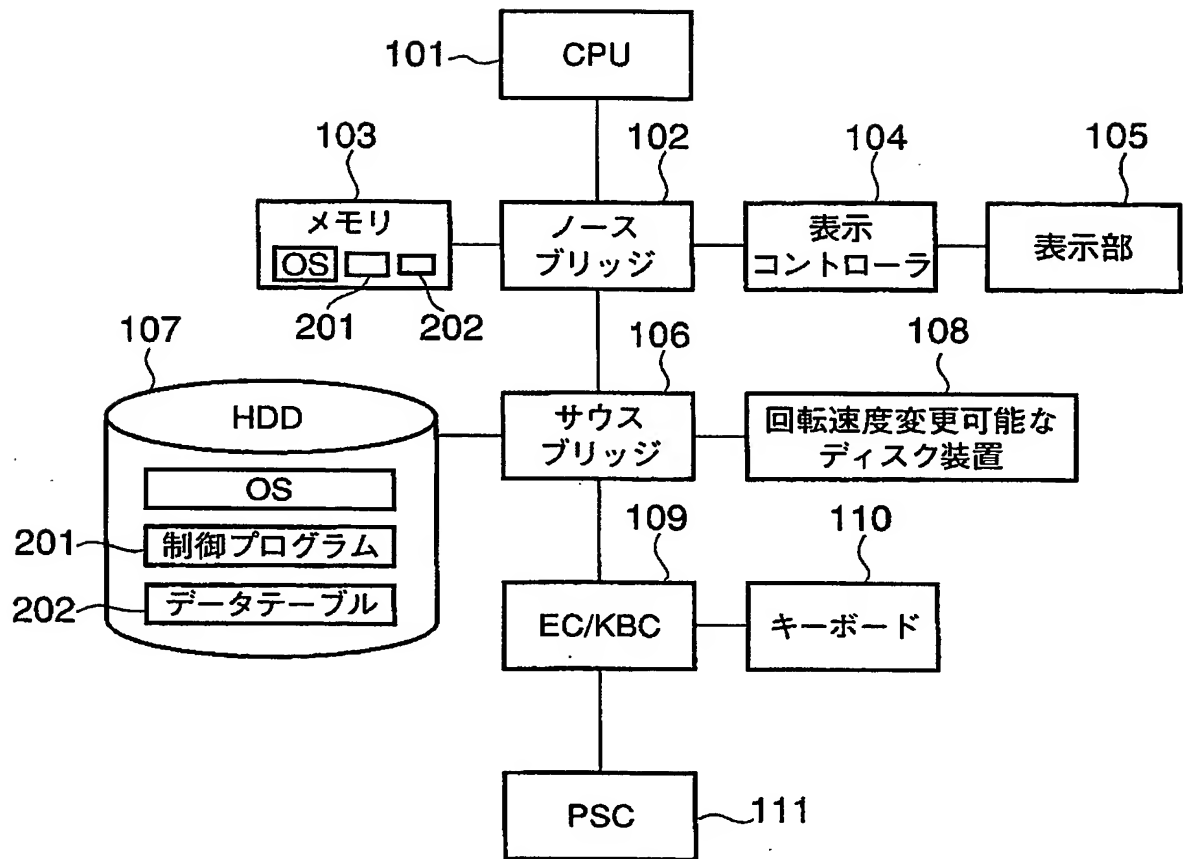 101
CPU
103
102
104
105
メモリ
OS
201
202
ノース
ブリッジ
表示
コントローラ
表示部
107
106
108
HDD
サウス
ブリッジ
回転速度変更可能な
ディスク装置
OS
201
制御プログラム
202
データテーブル
109
110
EC/KBC
キーボード
PSC
111